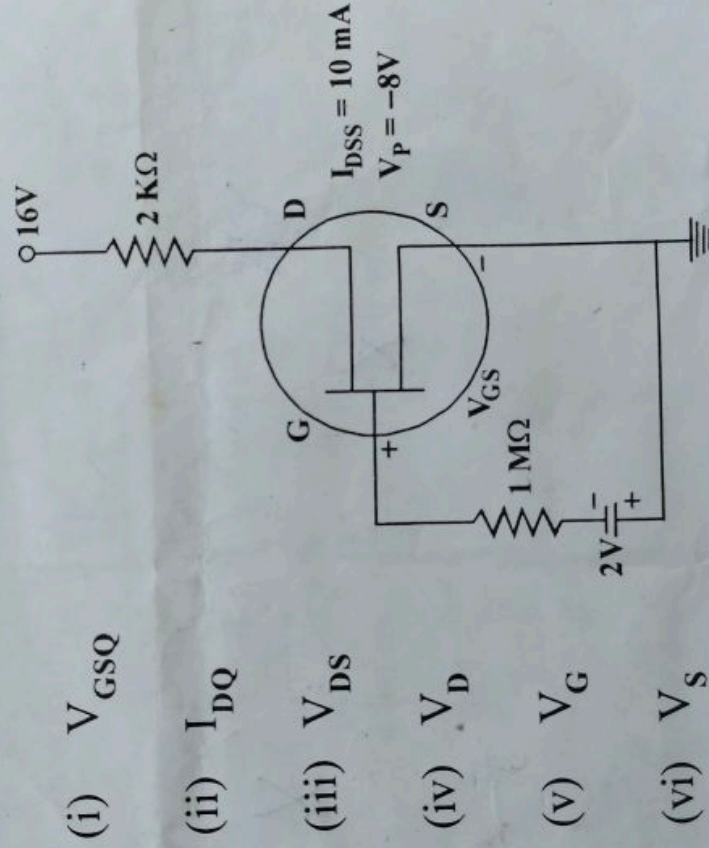 (i) V_GSQ
(ii) I_DQ
(iii) V_DS
(iv) V_D
(v) V_G
(vi) V_S
16V
2 KΩ
D
I_DSS = 10 mA
V_P = –8V
G
S
+
V_GS
–
1 MΩ
2V
–
+